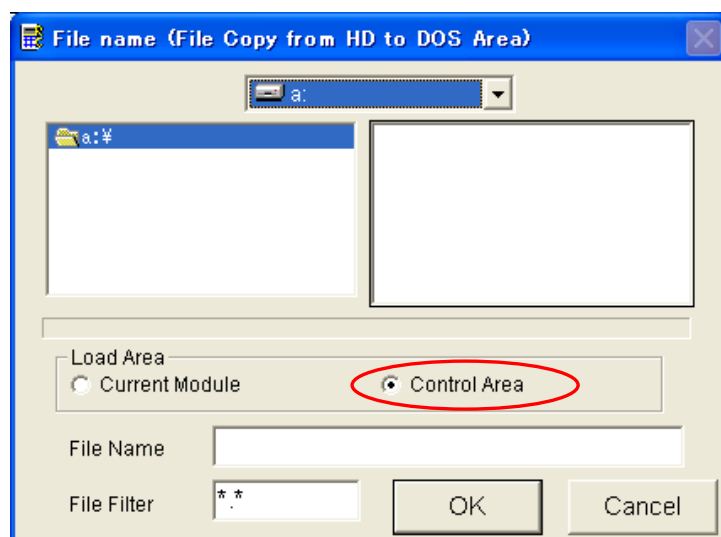 File name (File Copy from HD to DOS Area)
a:
a:¥
Load Area
Current Module Control Area
File Name
File Filter *.* OK Cancel